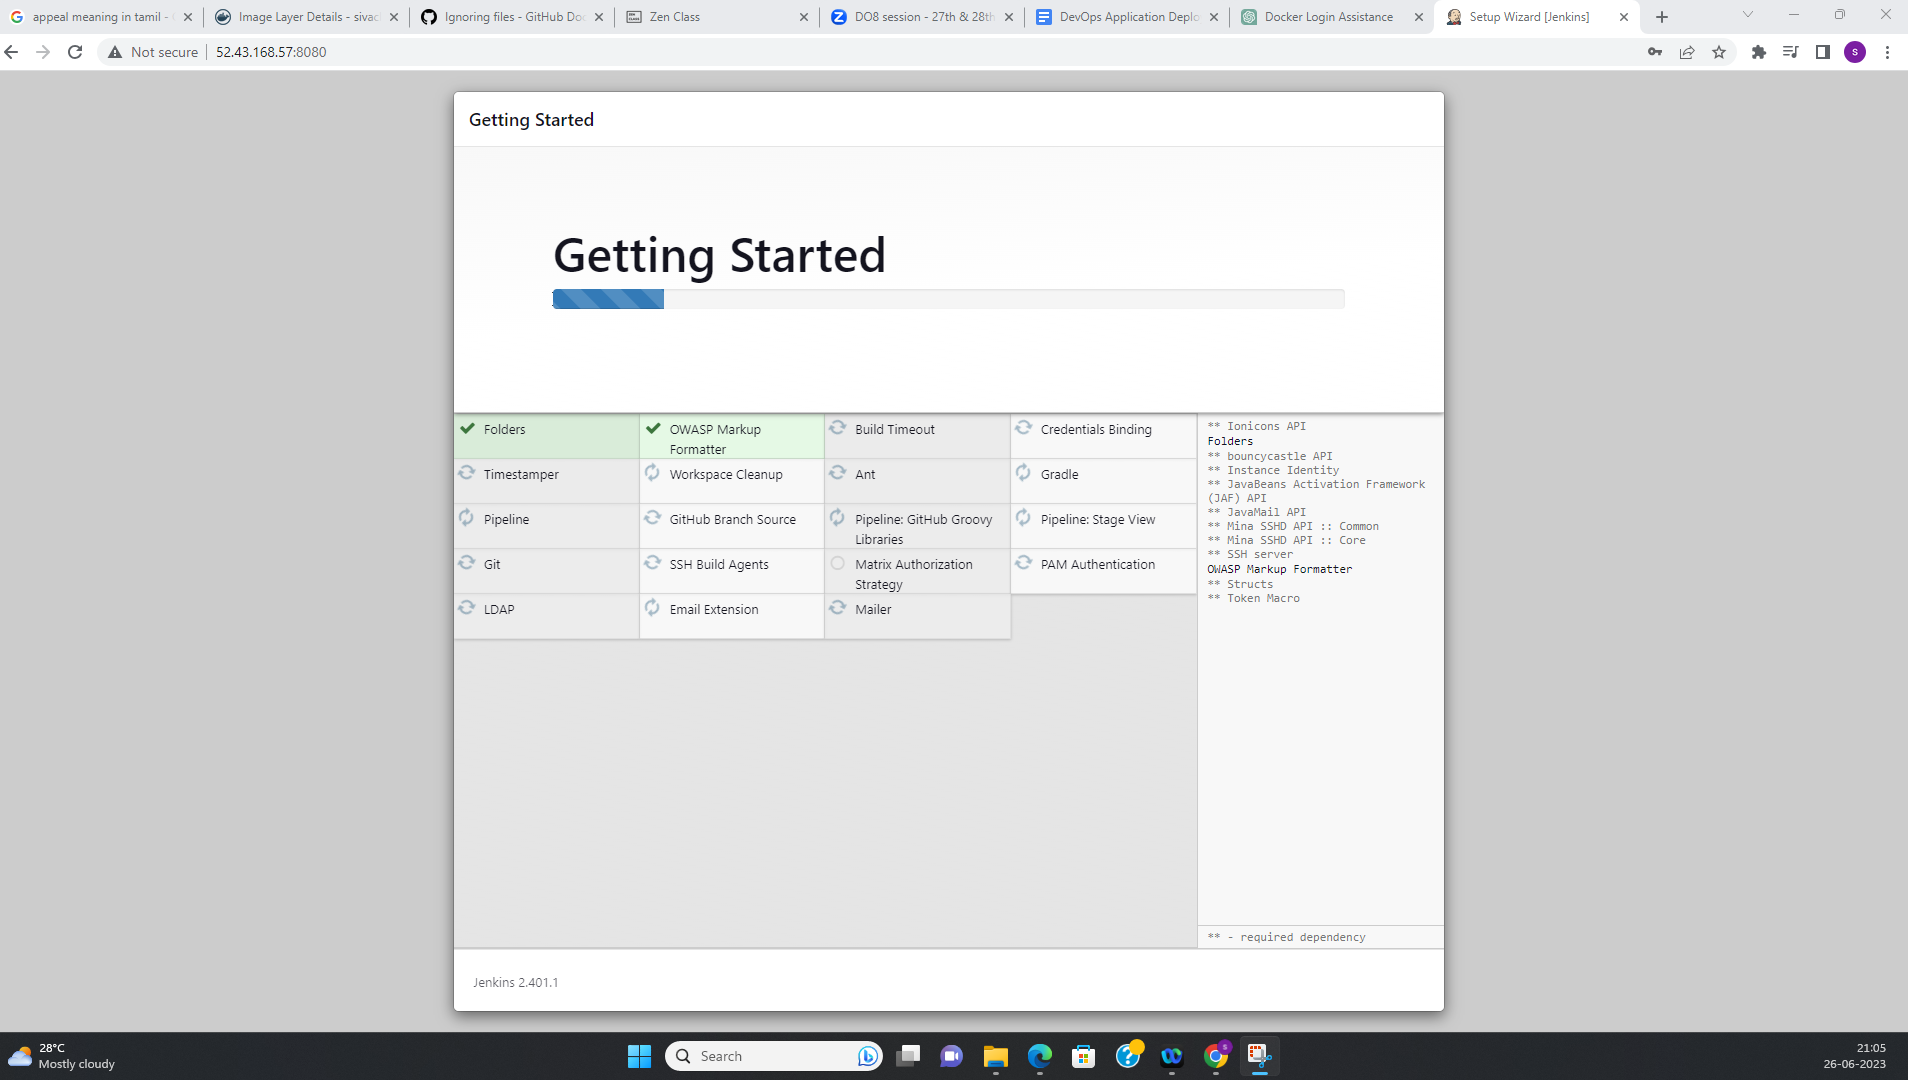 appeal meaning in tamil -
Image Layer Details - sivac
Ignoring files - GitHub Doc
Zen Class
DO8 session - 27th & 28th
DevOps Application Deplo
Docker Login Assistance
Setup Wizard [Jenkins]
Not secure
52.43.168.57:8080
s
Getting Started
Getting Started
Folders
OWASP Markup
Formatter
Build Timeout
Credentials Binding
Timestamper
Workspace Cleanup
Ant
Gradle
Pipeline
GitHub Branch Source
Pipeline: GitHub Groovy
Libraries
Pipeline: Stage View
Git
SSH Build Agents
Matrix Authorization
Strategy
PAM Authentication
LDAP
Email Extension
Mailer
** Ionicons API
Folders
** bouncycastle API
** Instance Identity
** JavaBeans Activation Framework
(JAF) API
** JavaMail API
** Mina SSHD API :: Common
** Mina SSHD API :: Core
** SSH server
OWASP Markup Formatter
** Structs
** Token Macro
** - required dependency
Jenkins 2.401.1
28°C
Mostly cloudy
Search
21:05
26-06-2023